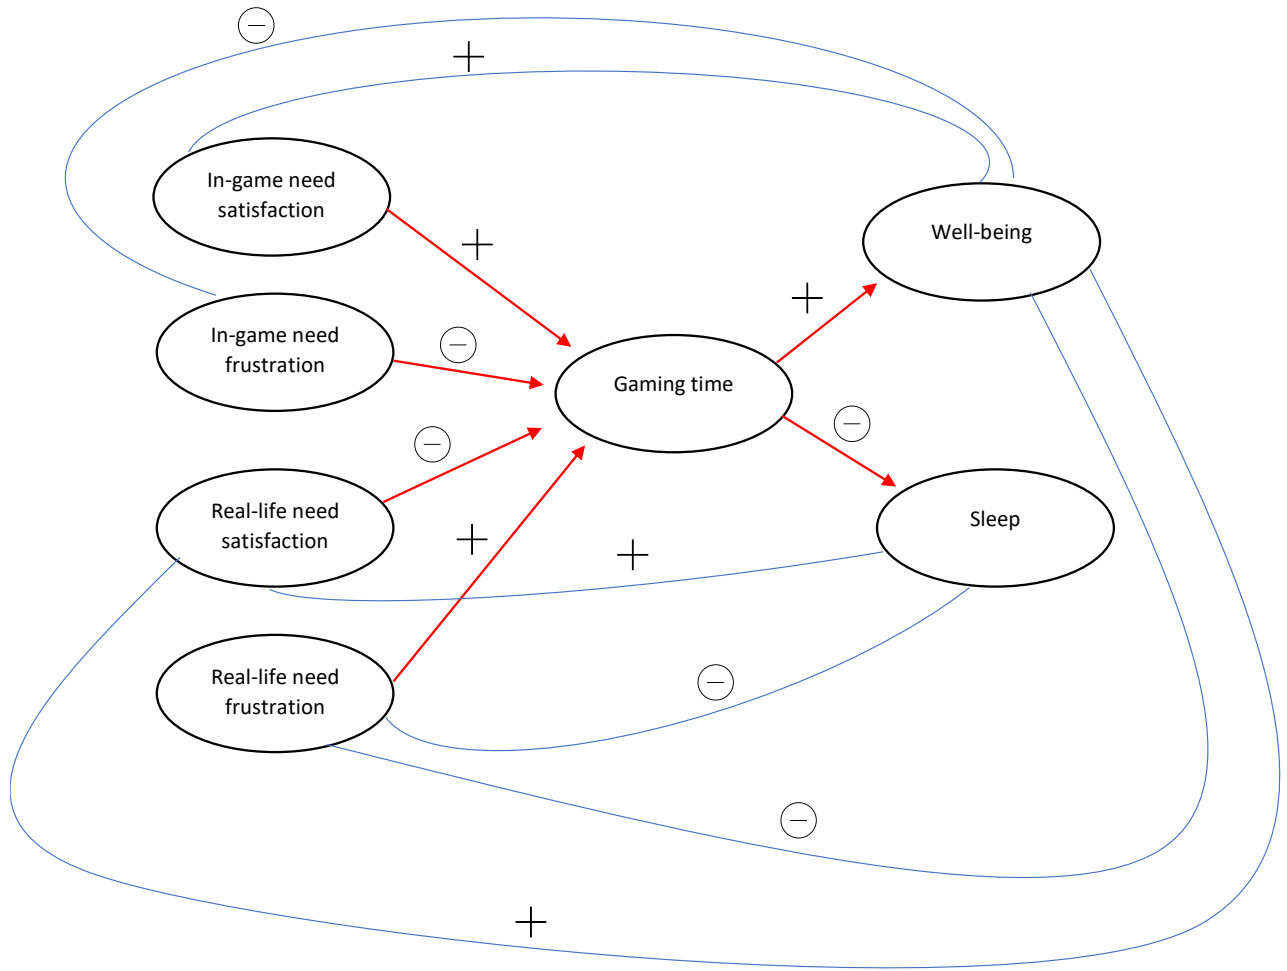 In-game need
satisfaction
Well-being
In-game need
frustration
Gaming time
Real-life need
satisfaction
Sleep
Real-life need
frustration